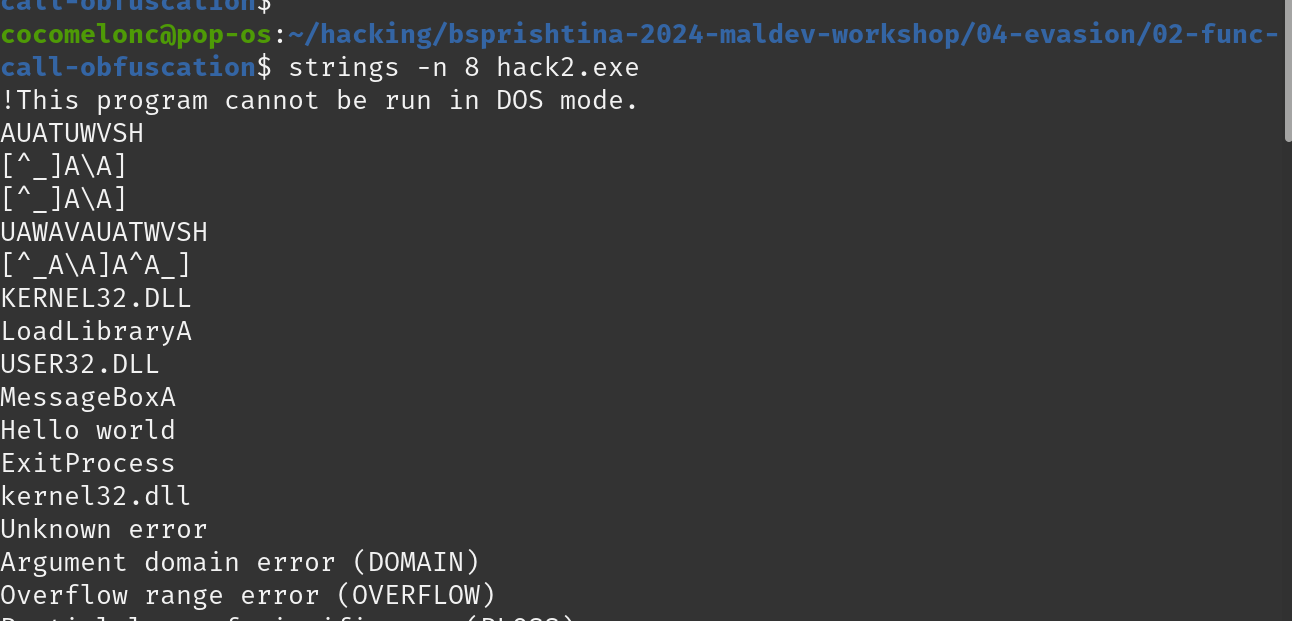 call-obfuscation$
cocomelonc@pop-os:~/hacking/bsprishtina-2024-maldev-workshop/04-evasion/02-func-
call-obfuscation$ strings -n 8 hack2.exe
!This program cannot be run in DOS mode.
AUATUWVSH
[^_]A\A]
[^_]A\A]
UAWAVAUATWVSH
[^_A\A]A^A_]
KERNEL32.DLL
LoadLibraryA
USER32.DLL
MessageBoxA
Hello world
ExitProcess
kernel32.dll
Unknown error
Argument domain error (DOMAIN)
Overflow range error (OVERFLOW)